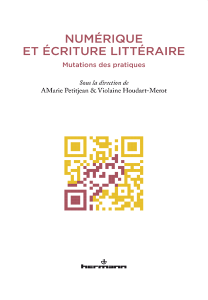 NUMÉRIQUE
ET ÉCRITURE LITTÉRAIRE
Mutations des pratiques
Sous la direction de
AMarie Petitjean & Violaine Houdart-Merot
hermann